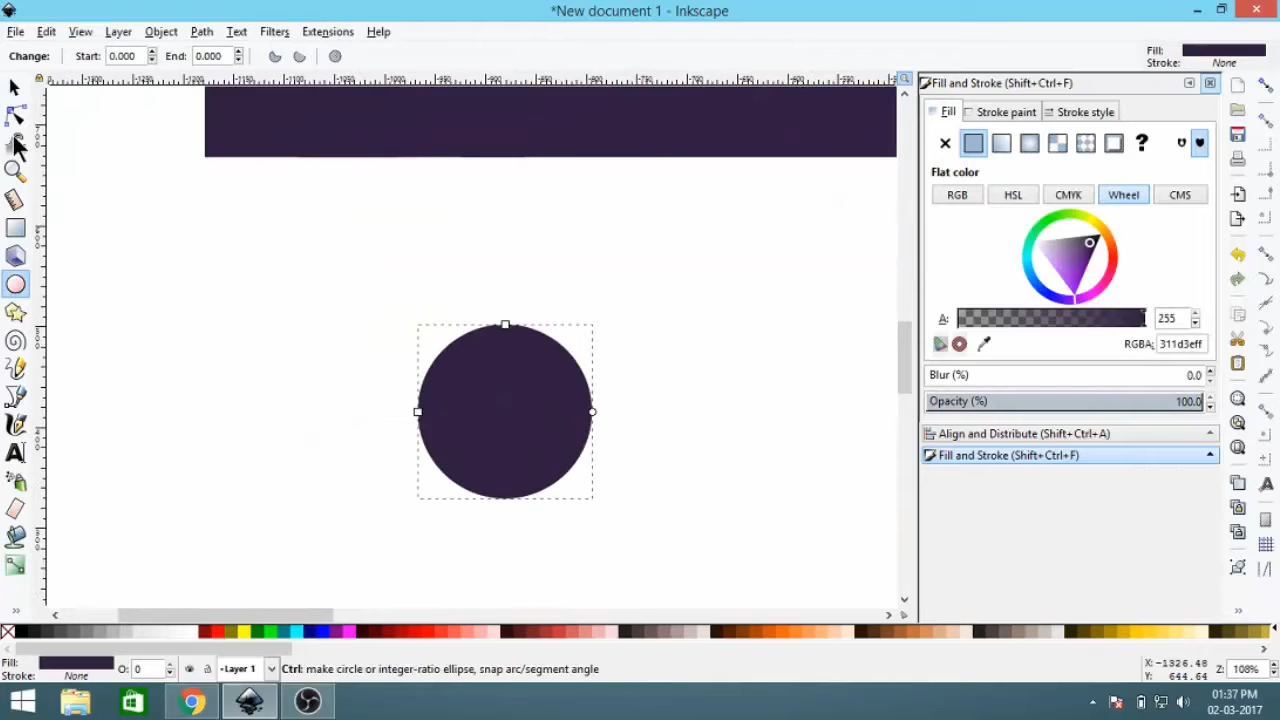 *New document 1 - Inkscape
File Edit View Layer Object Path Text Filters Extensions Help
Change: Start: 0.000 End: 0.000
Fill:
Stroke: None
Fill and Stroke (Shift+Ctrl+F)
Fill Stroke paint Stroke style
?
Flat color
RGB HSL CMYK Wheel CMS
A: 255
RGBA: 311d3eff
Blur (%) 0.0
Opacity (%) 100.0
Align and Distribute (Shift+Ctrl+A)
Fill and Stroke (Shift+Ctrl+F)
Fill:
Stroke: None
O: 0
Layer 1
Ctrl: make circle or integer-ratio ellipse, snap arc/segment angle
X: -1326.48
Y: 644.64
Z: 108%
01:37 PM
02-03-2017